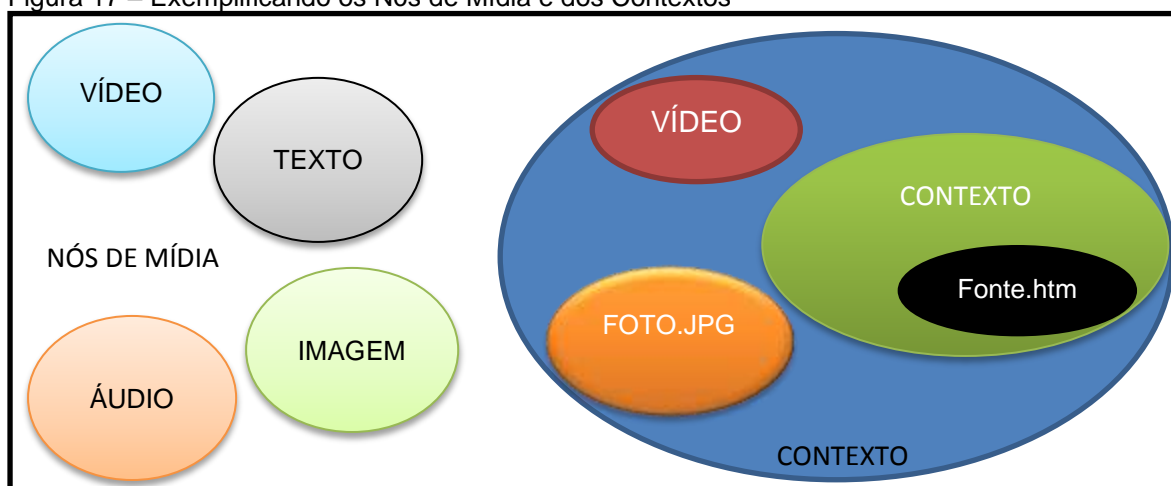 Figura 17 – Exemplificando os Nós de Mídia e dos Contextos
VÍDEO
TEXTO
NÓS DE MÍDIA
IMAGEM
ÁUDIO
VÍDEO
CONTEXTO
Fonte.htm
FOTO.JPG
CONTEXTO